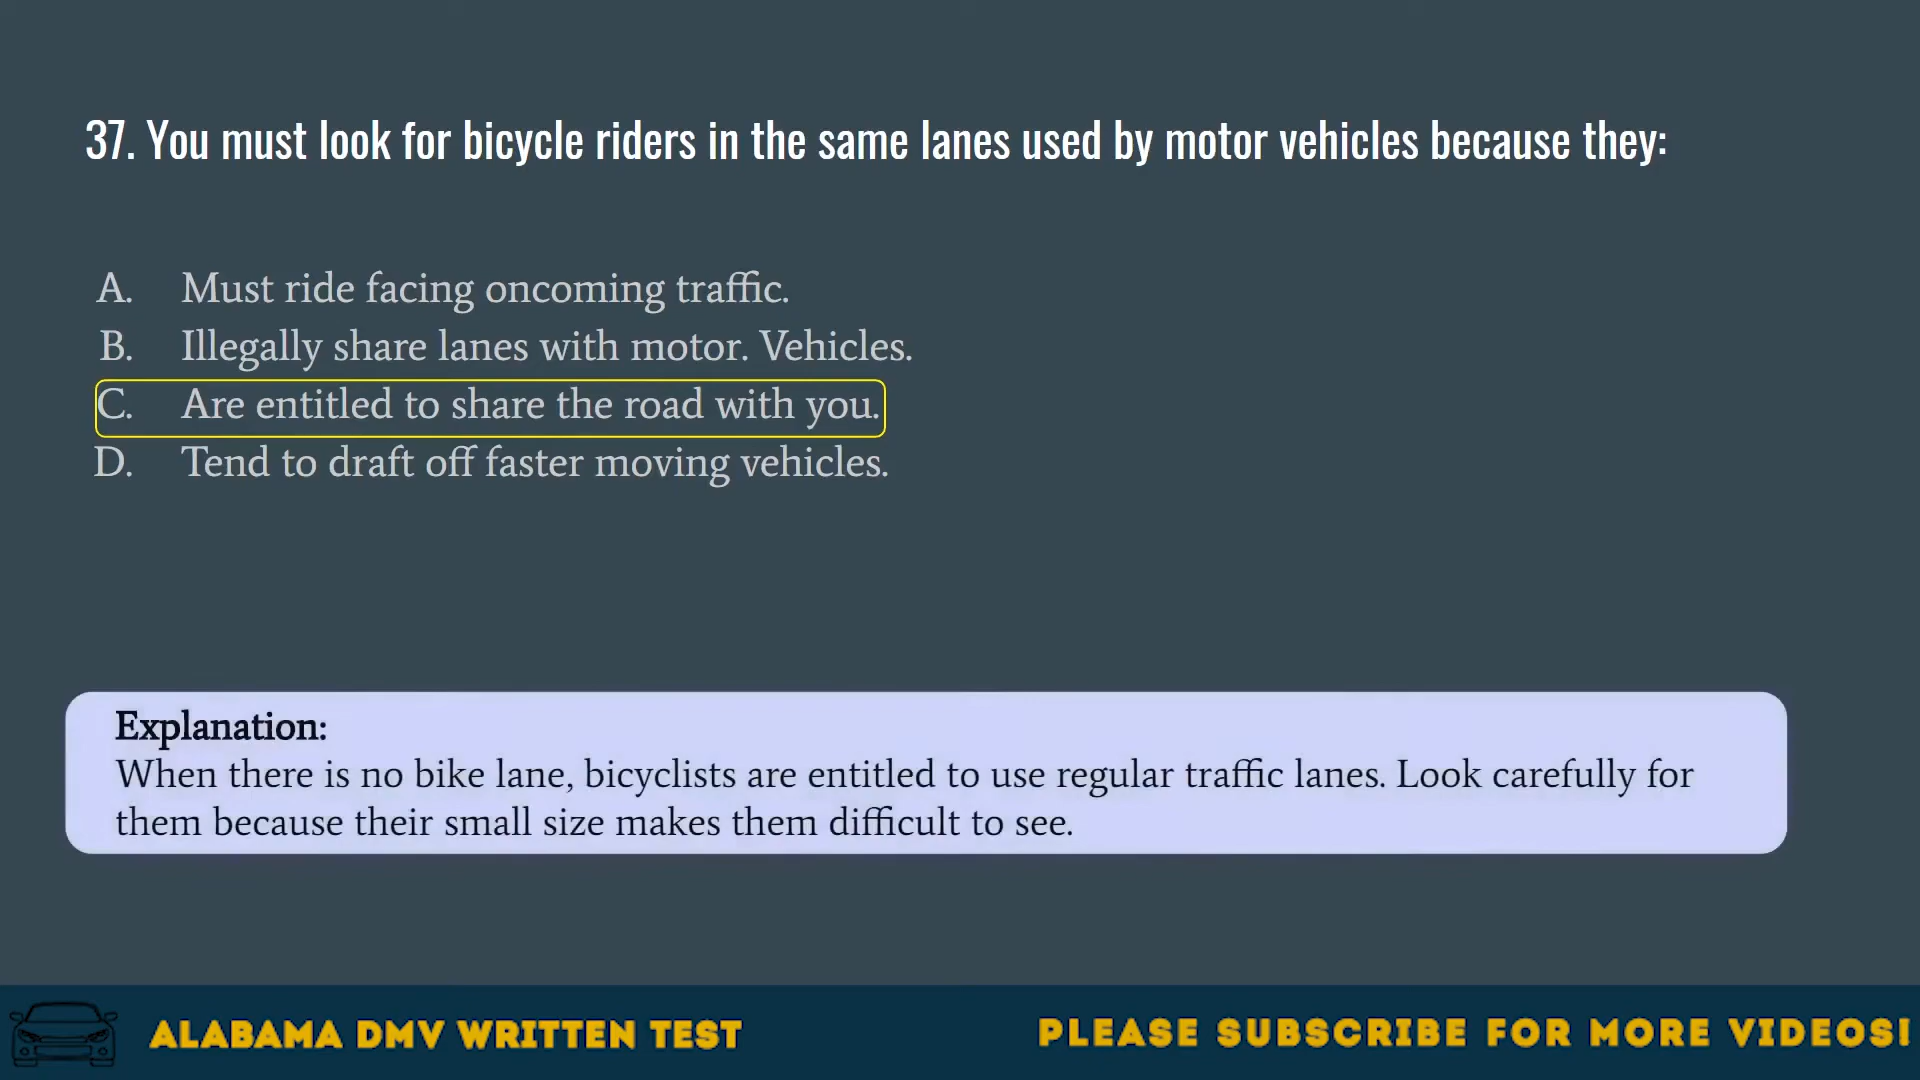 37. You must look for bicycle riders in the same lanes used by motor vehicles because they:
A. Must ride facing oncoming traffic.
B. Illegally share lanes with motor. Vehicles.
C. Are entitled to share the road with you.
D. Tend to draft off faster moving vehicles.
Explanation:
When there is no bike lane, bicyclists are entitled to use regular traffic lanes. Look carefully for
them because their small size makes them difficult to see.
ALABAMA DMV WRITTEN TEST
PLEASE SUBSCRIBE FOR MORE VIDEOS!